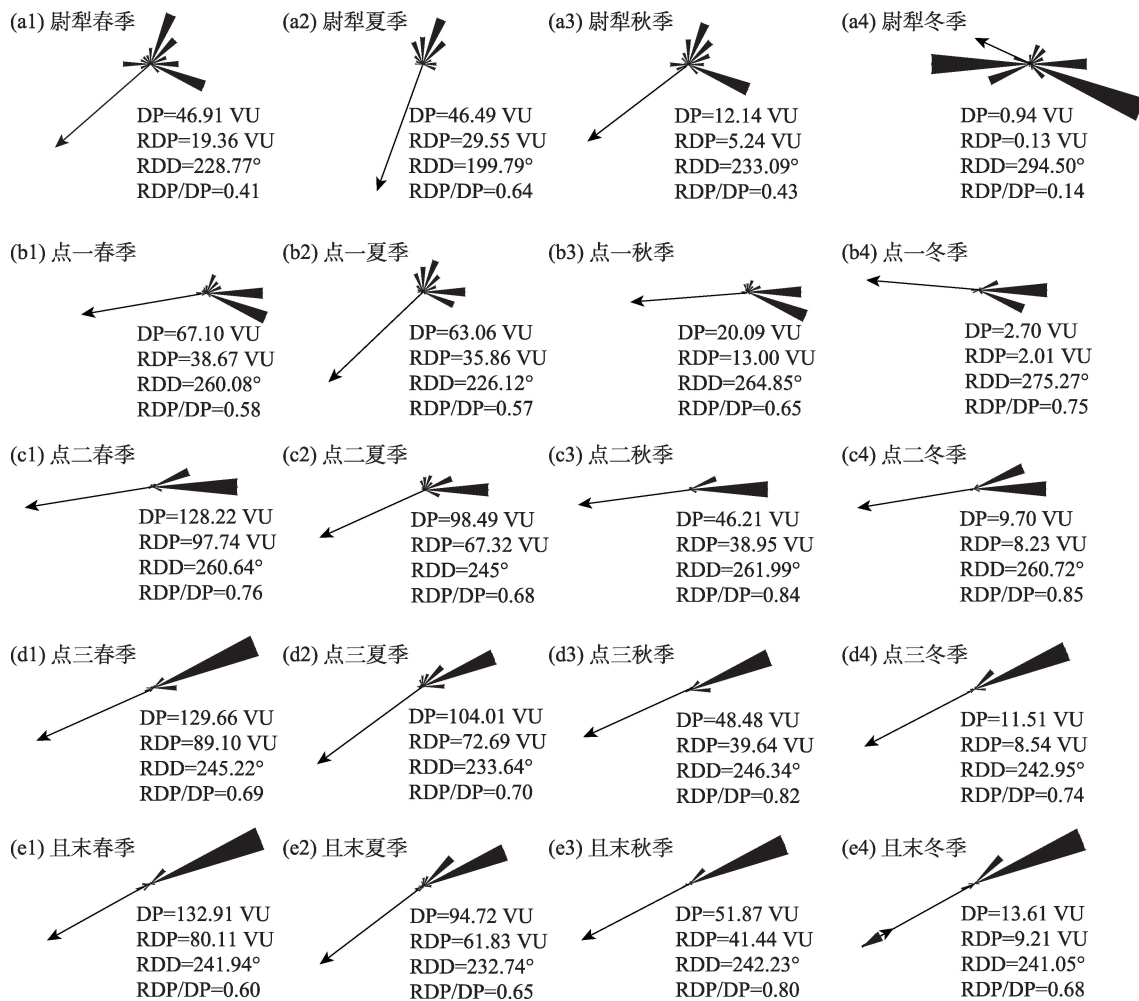 (a1) 尉犁春季
DP=46.91 VU
RDP=19.36 VU
RDD=228.77°
RDP/DP=0.41
(a2) 尉犁夏季
DP=46.49 VU
RDP=29.55 VU
RDD=199.79°
RDP/DP=0.64
(a3) 尉犁秋季
DP=12.14 VU
RDP=5.24 VU
RDD=233.09°
RDP/DP=0.43
(a4) 尉犁冬季
DP=0.94 VU
RDP=0.13 VU
RDD=294.50°
RDP/DP=0.14
(b1) 点一春季
DP=67.10 VU
RDP=38.67 VU
RDD=260.08°
RDP/DP=0.58
(b2) 点一夏季
DP=63.06 VU
RDP=35.86 VU
RDD=226.12°
RDP/DP=0.57
(b3) 点一秋季
DP=20.09 VU
RDP=13.00 VU
RDD=264.85°
RDP/DP=0.65
(b4) 点一冬季
DP=2.70 VU
RDP=2.01 VU
RDD=275.27°
RDP/DP=0.75
(c1) 点二春季
DP=128.22 VU
RDP=97.74 VU
RDD=260.64°
RDP/DP=0.76
(c2) 点二夏季
DP=98.49 VU
RDP=67.32 VU
RDD=245°
RDP/DP=0.68
(c3) 点二秋季
DP=46.21 VU
RDP=38.95 VU
RDD=261.99°
RDP/DP=0.84
(c4) 点二冬季
DP=9.70 VU
RDP=8.23 VU
RDD=260.72°
RDP/DP=0.85
(d1) 点三春季
DP=129.66 VU
RDP=89.10 VU
RDD=245.22°
RDP/DP=0.69
(d2) 点三夏季
DP=104.01 VU
RDP=72.69 VU
RDD=233.64°
RDP/DP=0.70
(d3) 点三秋季
DP=48.48 VU
RDP=39.64 VU
RDD=246.34°
RDP/DP=0.82
(d4) 点三冬季
DP=11.51 VU
RDP=8.54 VU
RDD=242.95°
RDP/DP=0.74
(e1) 且末春季
DP=132.91 VU
RDP=80.11 VU
RDD=241.94°
RDP/DP=0.60
(e2) 且末夏季
DP=94.72 VU
RDP=61.83 VU
RDD=232.74°
RDP/DP=0.65
(e3) 且末秋季
DP=51.87 VU
RDP=41.44 VU
RDD=242.23°
RDP/DP=0.80
(e4) 且末冬季
DP=13.61 VU
RDP=9.21 VU
RDD=241.05°
RDP/DP=0.68